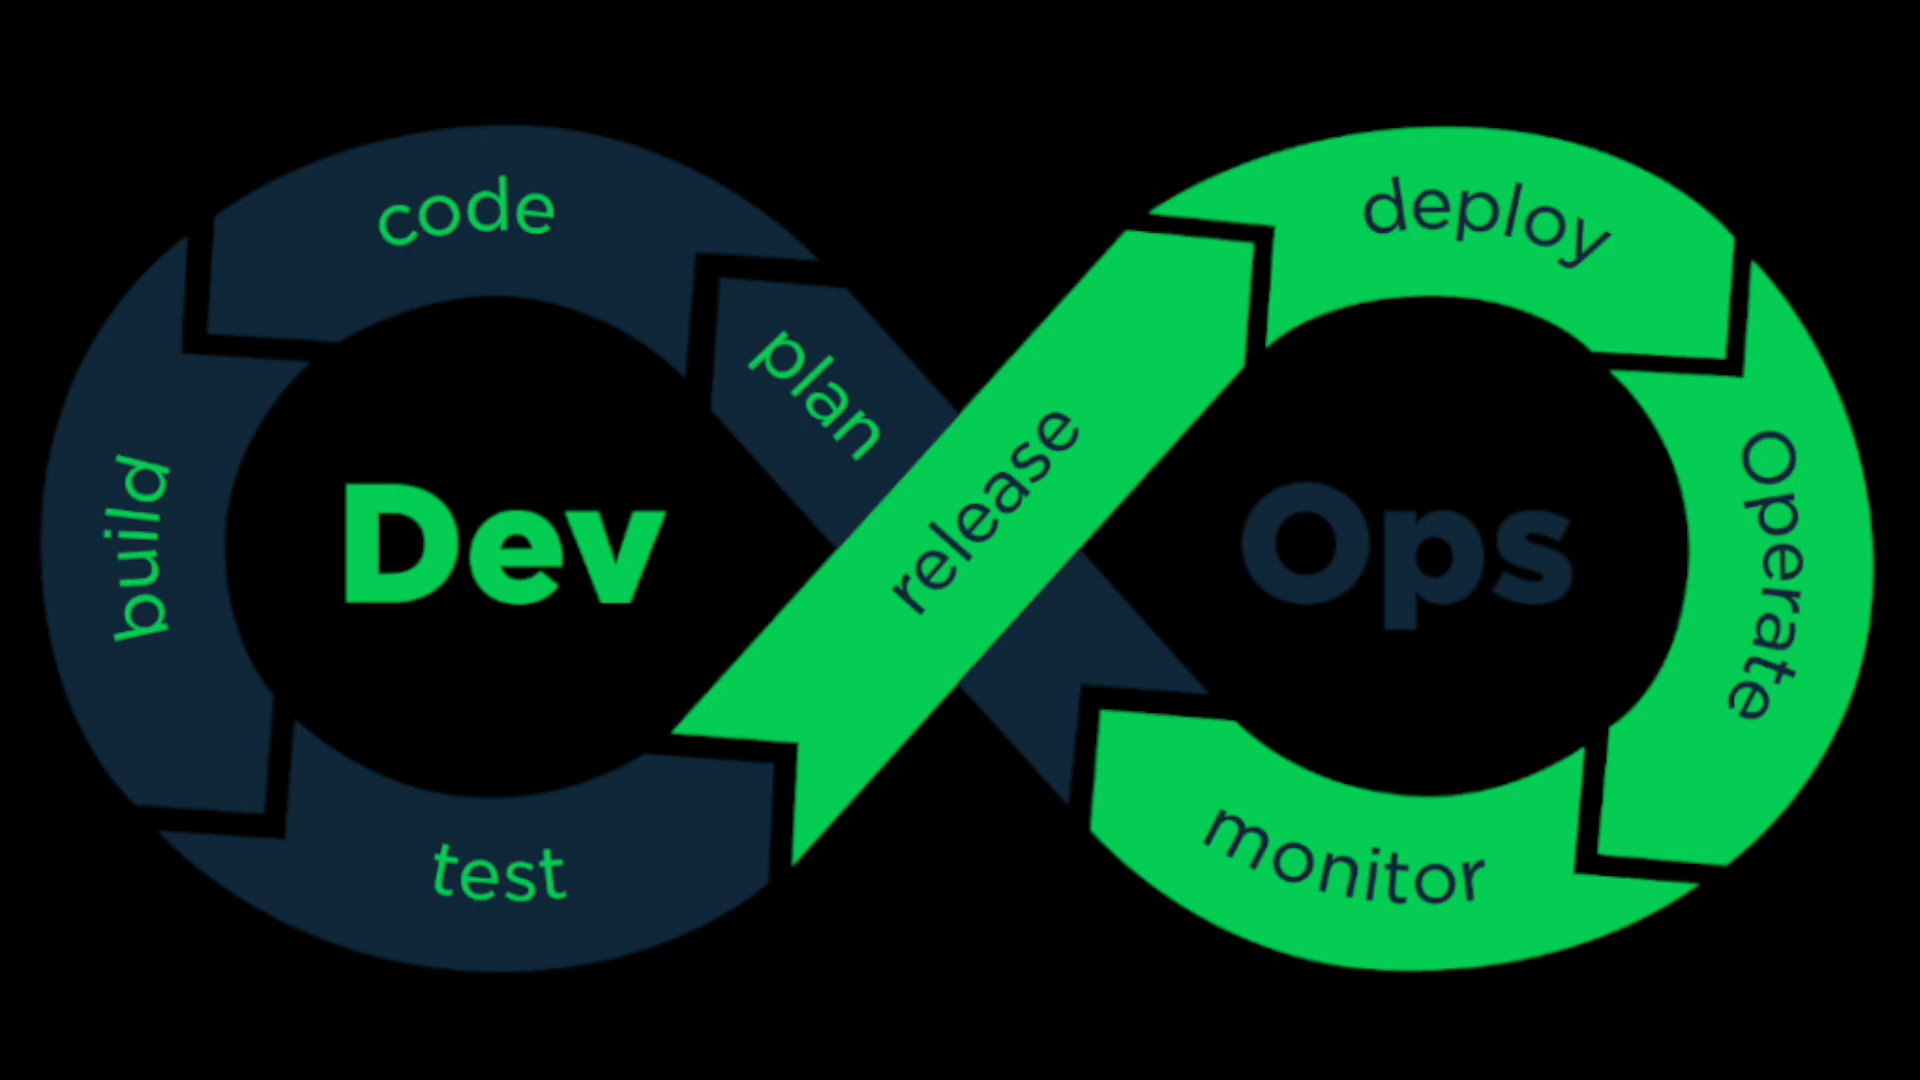 code
deploy
plan
release
build
Dev
Ops
Operate
test
monitor